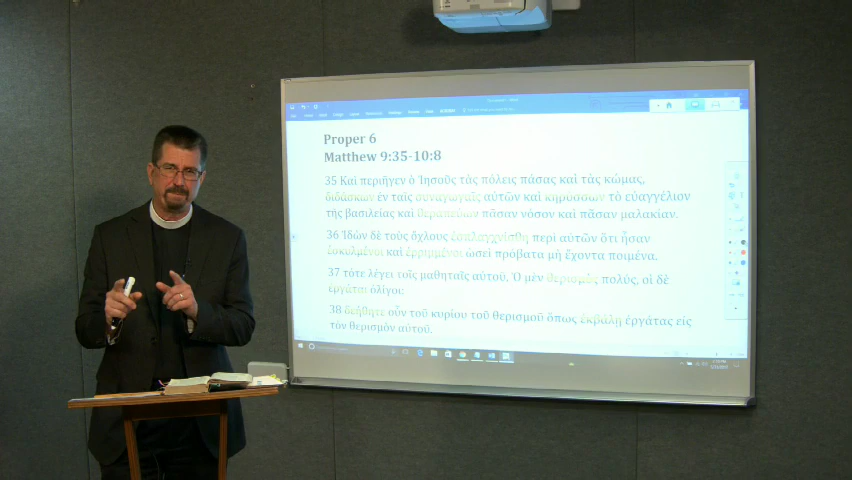 Proper 6
Matthew 9:35-10:8
35 Καὶ περιῆγεν ὁ Ἰησοῦς τὰς πόλεις πάσας καὶ τὰς κώμας,
διδάσκων ἐν ταῖς συναγωγαῖς αὐτῶν καὶ κηρύσσων τὸ εὐαγγέλιον
τῆς βασιλείας καὶ θεραπεύων πᾶσαν νόσον καὶ πᾶσαν μαλακίαν.
36 Ἰδὼν δὲ τοὺς ὄχλους ἐσπλαγχνίσθη περὶ αὐτῶν ὅτι ἦσαν
ἐσκυλμένοι καὶ ἐρριμμένοι ὡσεὶ πρόβατα μὴ ἔχοντα ποιμένα.
37 τότε λέγει τοῖς μαθηταῖς αὐτοῦ, Ὁ μὲν θερισμὸς πολύς, οἱ δὲ
ἐργάται ὀλίγοι:
38 δεήθητε οὖν τοῦ κυρίου τοῦ θερισμοῦ ὅπως ἐκβάλῃ ἐργάτας εἰς
τὸν θερισμὸν αὐτοῦ.